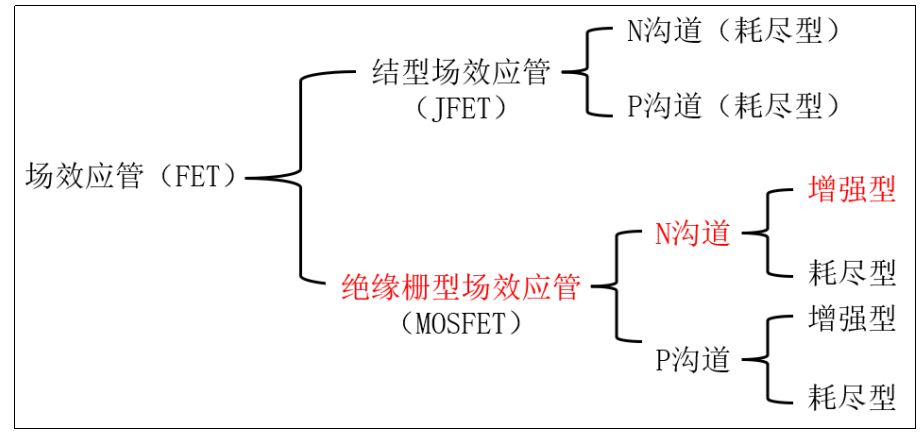 场效应管（FET）
结型场效应管
（JFET）
N沟道（耗尽型）
P沟道（耗尽型）
绝缘栅型场效应管
（MOSFET）
N沟道
增强型
耗尽型
P沟道
增强型
耗尽型